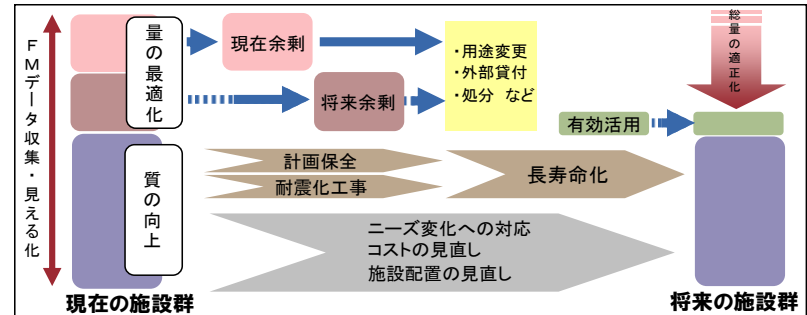 FMデータ収集・見える化
量の最適化
質の向上
現在の施設群
現在余剰
将来余剰
・用途変更
・外部貸付
・処分 など
計画保全
耐震化工事
長寿命化
ニーズ変化への対応
コストの見直し
施設配置の見直し
有効活用
総量の適正化
将来の施設群